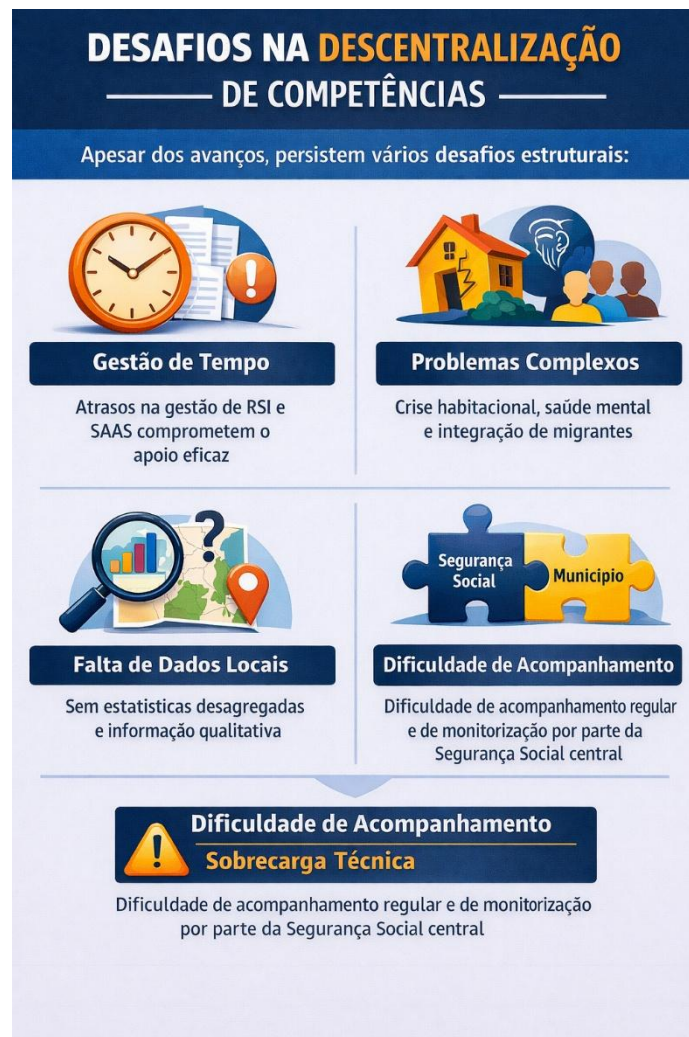 DESAFIOS NA DESCENTRALIZAÇÃO
DE COMPETÊNCIAS
Apesar dos avanços, persistem vários desafios estruturais:
Gestão de Tempo
Atrasos na gestão de RSI e
SAAS comprometem o
apoio eficaz
Problemas Complexos
Crise habitacional, saúde mental
e integração de migrantes
Falta de Dados Locais
Sem estatisticas desagregadas
e informação qualitativa
Segurança
Social
Municipio
Dificuldade de Acompanhamento
Dificuldade de acompanhamento regular
e de monitorização por parte da
Segurança Social central
Dificuldade de Acompanhamento
Sobrecarga Técnica
Dificuldade de acompanhamento regular e de monitorização
por parte da Segurança Social central